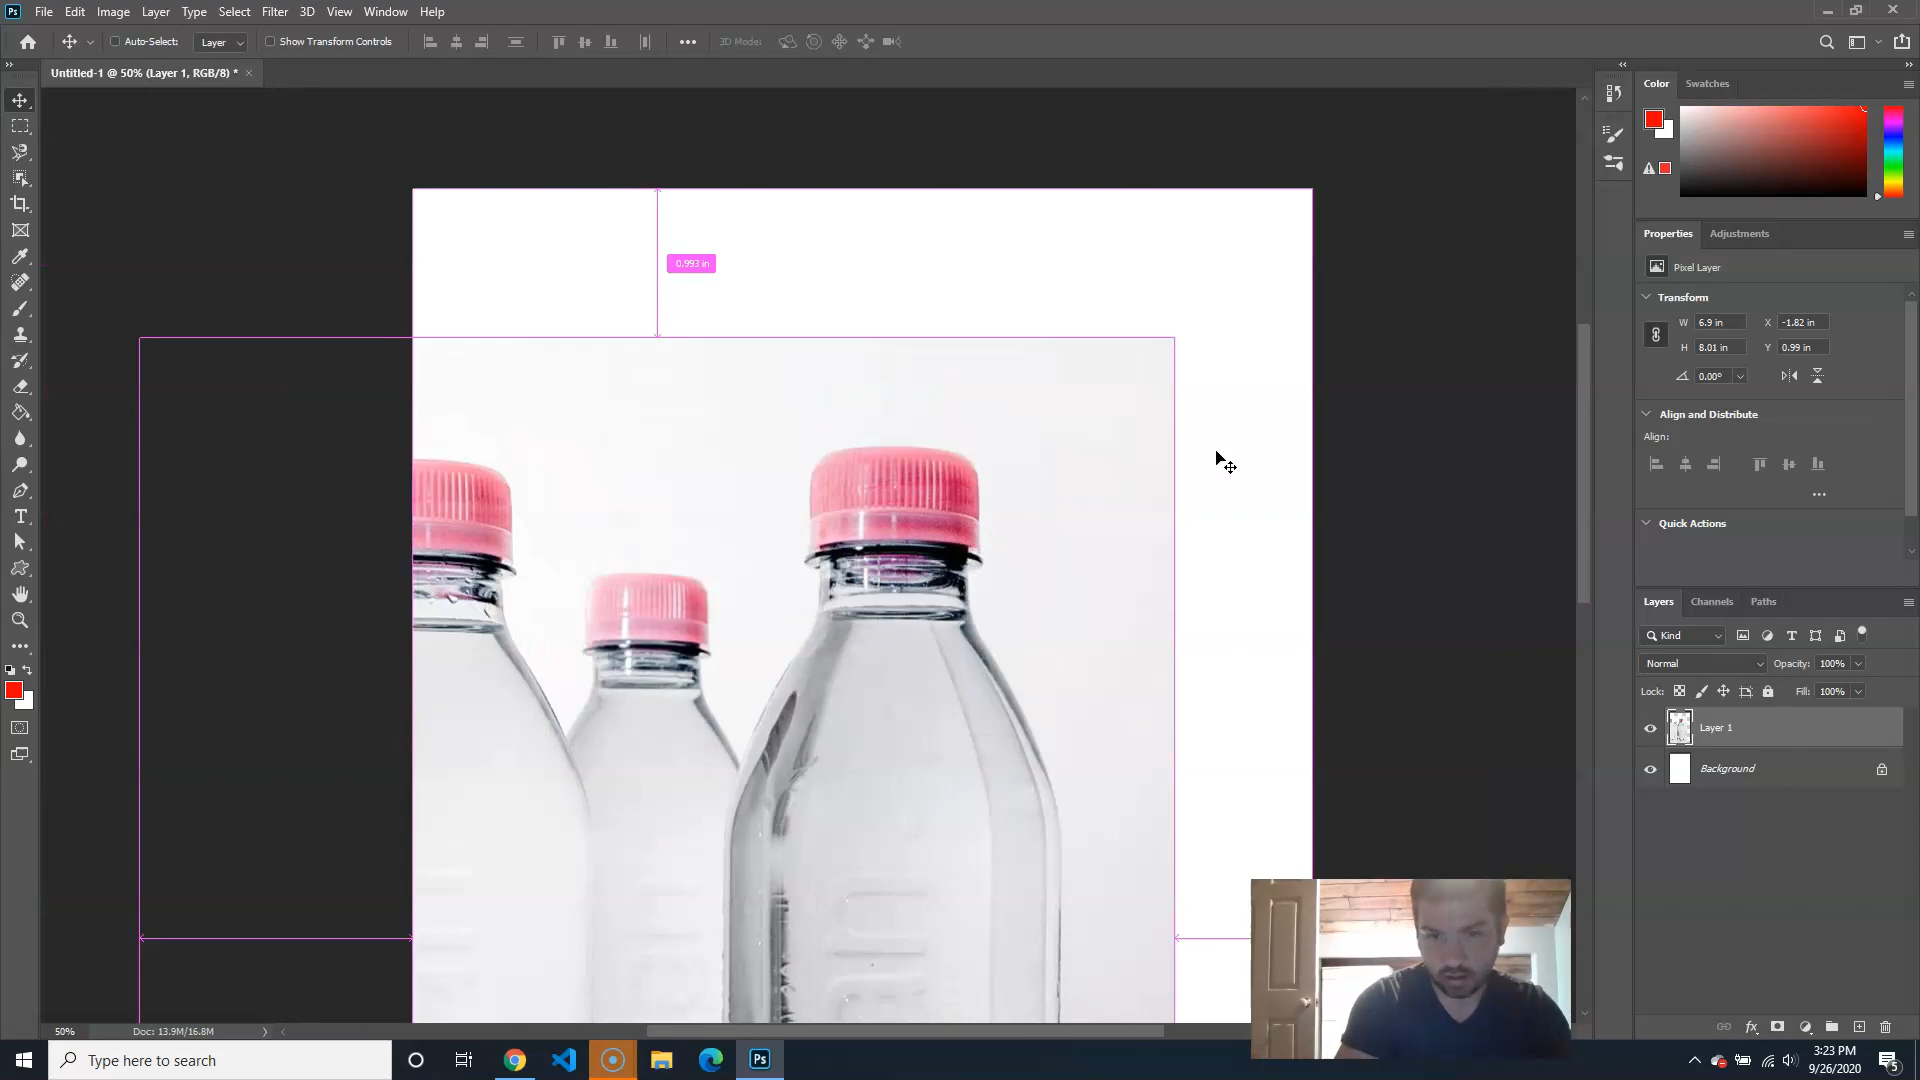 Ps File Edit Image Layer Type Select Filter 3D View Window Help
Auto-Select: Layer Show Transform Controls 3D Mode:
Untitled-1 @ 50% (Layer 1, RGB/8) *
0.993 in
Color Swatches
Properties Adjustments
Pixel Layer
Transform
W 6.9 in X -1.82 in
H 8.01 in Y 0.99 in
0.00°
Align and Distribute
Align:
Quick Actions
Layers Channels Paths
Kind
Normal Opacity: 100%
Lock: Fill: 100%
Layer 1
Background
50% Doc: 13.9M/16.8M
Type here to search
Ps
3:23 PM
9/26/2020
5